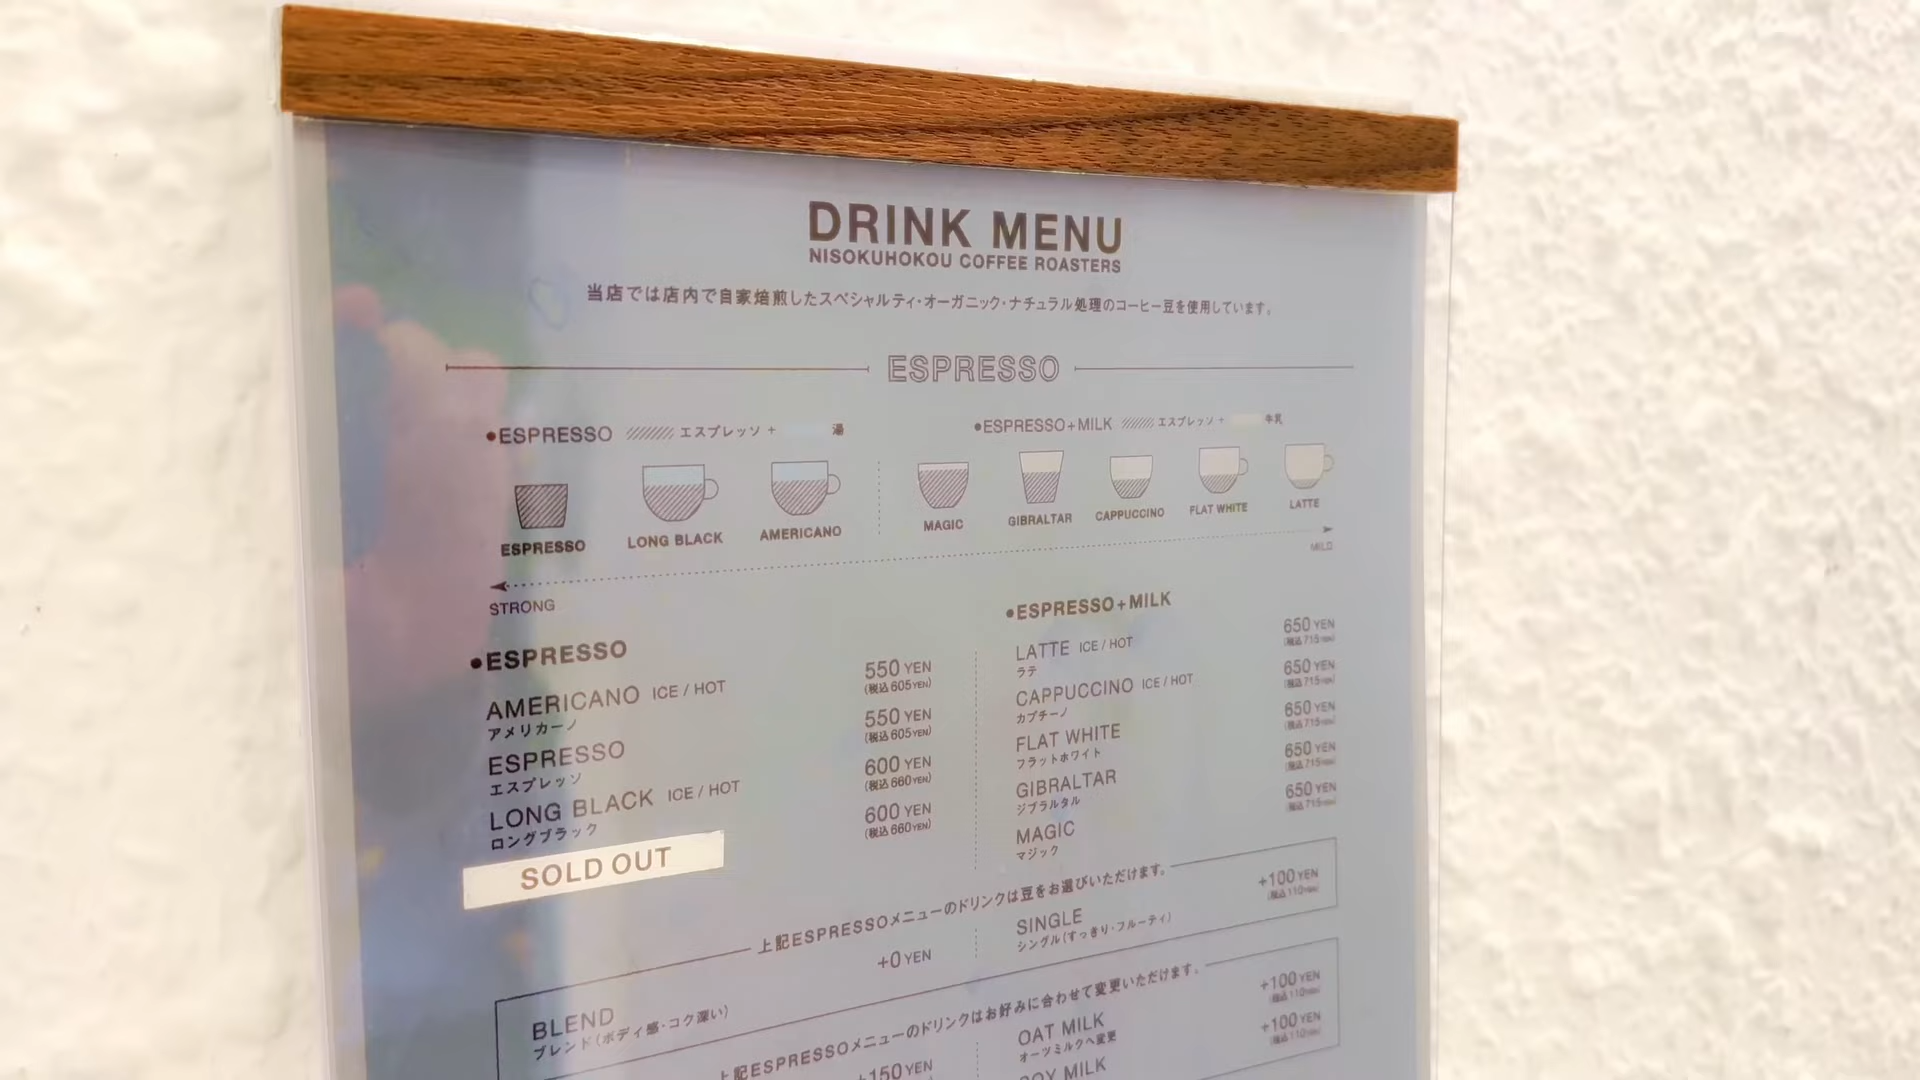 DRINK MENU
NISOKUHOKOU COFFEE ROASTERS
当店では店内で自家焙煎したスペシャルティ・オーガニック・ナチュラル処理のコーヒー豆を使用しています。
ESPRESSO
●ESPRESSO エスプレッソ + 湯
●ESPRESSO+MILK エスプレッソ + 牛乳
ESPRESSO LONG BLACK AMERICANO MAGIC GIBRALTAR CAPPUCCINO FLAT WHITE LATTE
STRONG MILD
●ESPRESSO
AMERICANO ICE / HOT 550 YEN
アメリカーノ (税込 605YEN)
ESPRESSO 550 YEN
エスプレッソ (税込 605YEN)
LONG BLACK ICE / HOT 600 YEN
ロングブラック (税込 660YEN)
SOLD OUT 600 YEN
(税込 660YEN)
●ESPRESSO+MILK
LATTE ICE / HOT 650 YEN
ラテ (税込 715YEN)
CAPPUCCINO ICE / HOT 650 YEN
カプチーノ (税込 715YEN)
FLAT WHITE 650 YEN
フラットホワイト (税込 715YEN)
GIBRALTAR 650 YEN
ジブラルタル (税込 715YEN)
MAGIC 650 YEN
マジック (税込 715YEN)
上記ESPRESSOメニューのドリンクは豆をお選びいただけます。
BLEND +0 YEN
ブレンド(ボディ感・コク深い)
SINGLE +100 YEN
シングル(すっきり・フルーティ) (税込 110YEN)
上記ESPRESSOメニューのドリンクはお好みに合わせて変更いただけます。
+150 YEN
OAT MILK +100 YEN
オーツミルクへ変更 (税込 110YEN)
SOY MILK +100 YEN
(税込 110YEN)